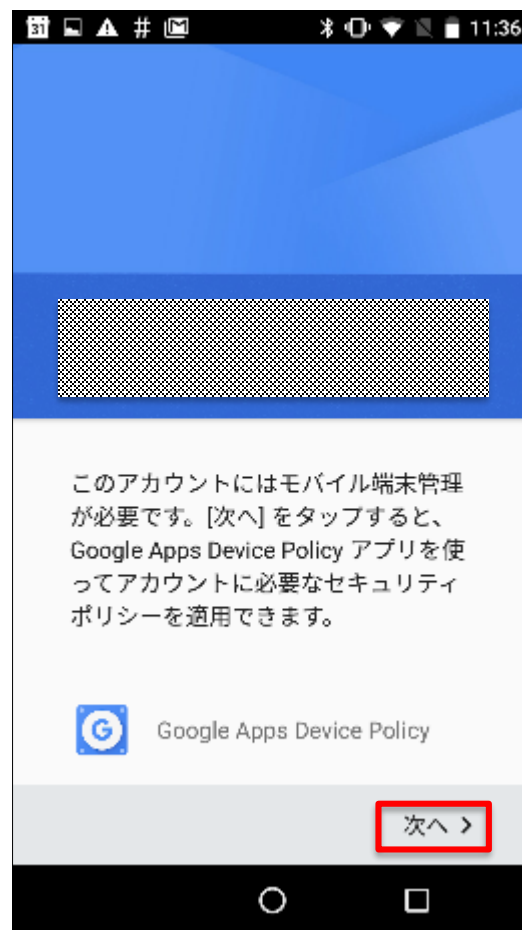 31 # 11:36
このアカウントにはモバイル端末管理
が必要です。[次へ] をタップすると、
Google Apps Device Policy アプリを使
ってアカウントに必要なセキュリティ
ポリシーを適用できます。
G Google Apps Device Policy
次へ >